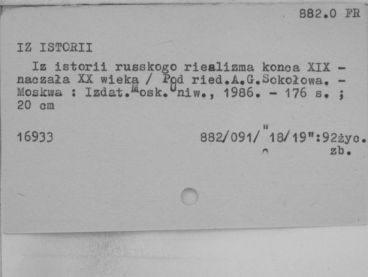 882.0 FR
IZ ISTORII
Iz istorii russkogo riealizma konca XIX -
naczała XX wieka / Pod ried.A.G.Sokołowa. -
Moskwa : Izdat.Mosk.Uniw., 1986. - 176 s. ;
20 cm
16933 882/091/"18/19":92życ.
zb.